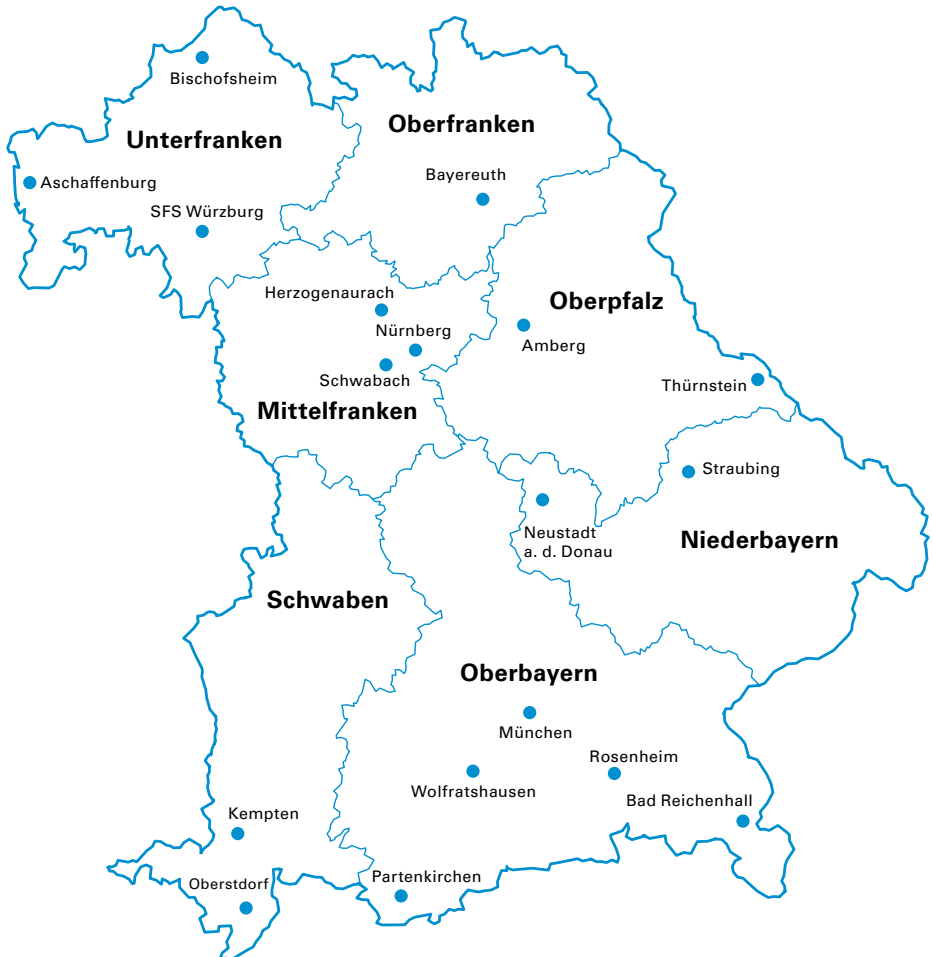 Bischofsheim
Oberfranken
Unterfranken
Bayereuth
Aschaffenburg
SFS Würzburg
Herzogenaurach
Oberpfalz
Nürnberg
Amberg
Schwabach
Thürnstein
Mittelfranken
Straubing
Neustadt
a. d. Donau
Niederbayern
Schwaben
Oberbayern
München
Rosenheim
Wolfratshausen
Bad Reichenhall
Kempten
Partenkirchen
Oberstdorf